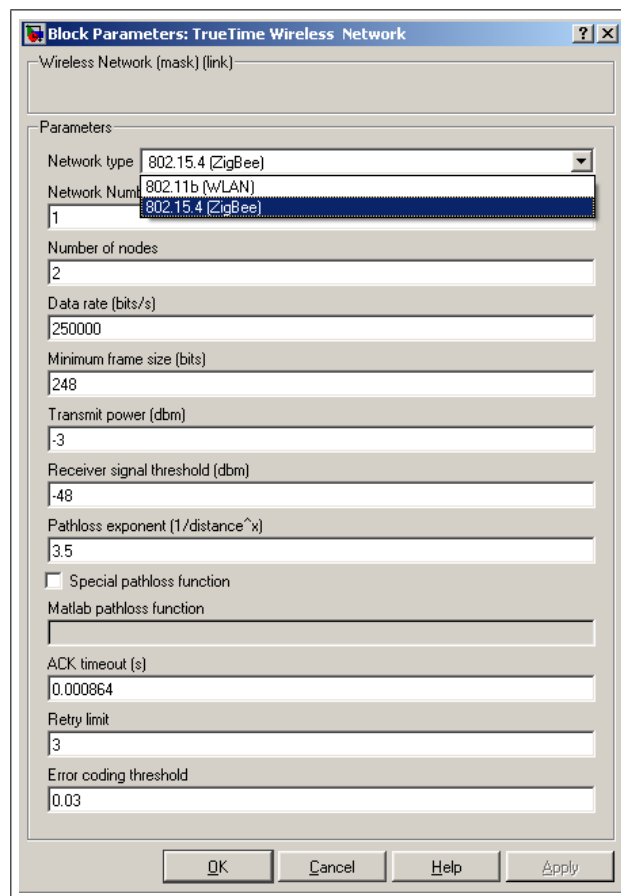 Block Parameters: TrueTime Wireless Network
Wireless Network (mask) (link)
Parameters
Network type 802.15.4 (ZigBee)
802.11b (WLAN)
802.15.4 (ZigBee)
Network
1
Number of nodes
2
Data rate (bits/s)
250000
Minimum frame size (bits)
248
Transmit power (dbm)
-3
Receiver signal threshold (dbm)
-48
Pathloss exponent (1/distance^x)
3.5
Special pathloss function
Matlab pathloss function
ACK timeout (s)
0.000864
Retry limit
3
Error coding threshold
0.03
OK Cancel Help Apply